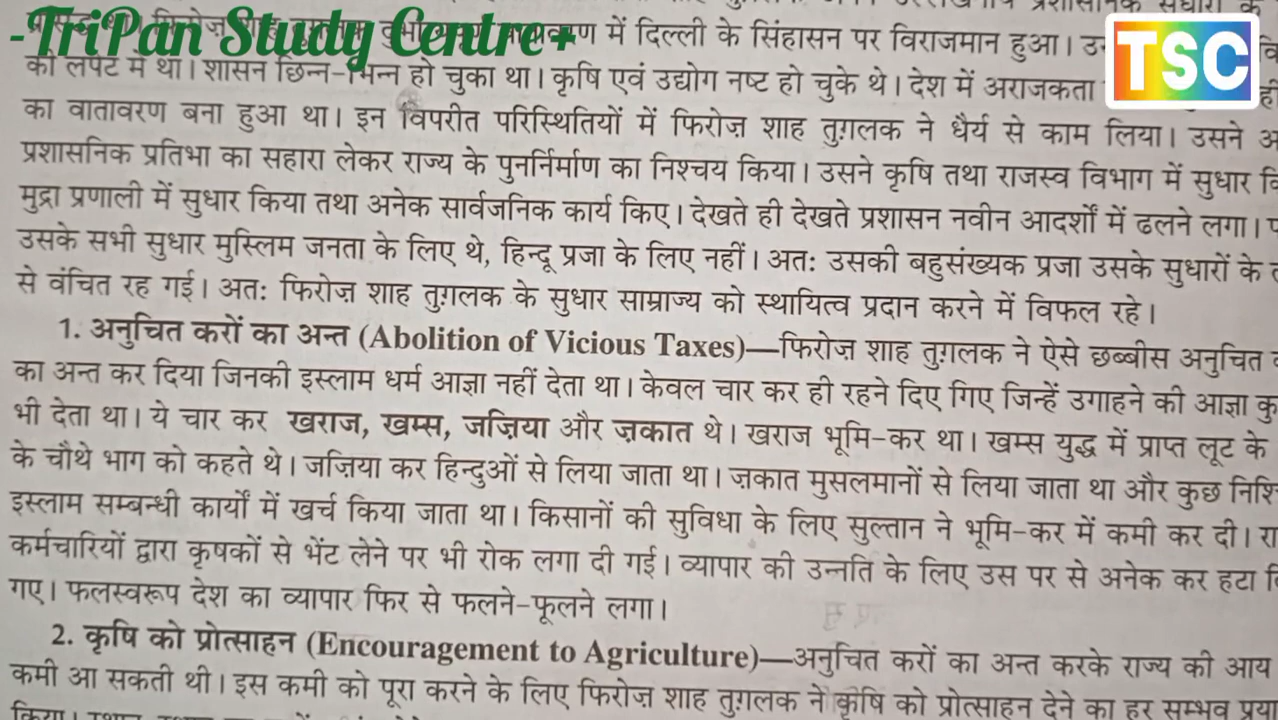 -TriPan Study Centre+
TSC
में दिल्ली के सिंहासन पर विराजमान हुआ।
की लपेट में था। शासन छिन्न-भिन्न हो चुका था। कृषि एवं उद्योग नष्ट हो चुके थे। देश में अराजकता
का वातावरण बना हुआ था। इन विपरीत परिस्थितियों में फिरोज़ शाह तुग़लक ने धैर्य से काम लिया। उसने
प्रशासनिक प्रतिभा का सहारा लेकर राज्य के पुनर्निर्माण का निश्चय किया। उसने कृषि तथा राजस्व विभाग में सुधार
मुद्रा प्रणाली में सुधार किया तथा अनेक सार्वजनिक कार्य किए। देखते ही देखते प्रशासन नवीन आदर्शों में ढलने लगा।
उसके सभी सुधार मुस्लिम जनता के लिए थे, हिन्दू प्रजा के लिए नहीं। अतः उसकी बहुसंख्यक प्रजा उसके सुधारों के
से वंचित रह गई। अतः फिरोज़ शाह तुग़लक के सुधार साम्राज्य को स्थायित्व प्रदान करने में विफल रहे।
1. अनुचित करों का अन्त (Abolition of Vicious Taxes)—फिरोज़ शाह तुग़लक ने ऐसे छब्बीस अनुचित
का अन्त कर दिया जिनकी इस्लाम धर्म आज्ञा नहीं देता था। केवल चार कर ही रहने दिए गिए जिन्हें उगाहने की आज्ञा
भी देता था। ये चार कर खराज, खम्स, जज़िया और ज़कात थे। खराज भूमि-कर था। खम्स युद्ध में प्राप्त लूट के
के चौथे भाग को कहते थे। जज़िया कर हिन्दुओं से लिया जाता था। ज़कात मुसलमानों से लिया जाता था और कुछ
इस्लाम सम्बन्धी कार्यों में खर्च किया जाता था। किसानों की सुविधा के लिए सुल्तान ने भूमि-कर में कमी कर दी।
कर्मचारियों द्वारा कृषकों से भेंट लेने पर भी रोक लगा दी गई। व्यापार की उन्नति के लिए उस पर से अनेक कर हटा
गए। फलस्वरूप देश का व्यापार फिर से फलने-फूलने लगा।
2. कृषि को प्रोत्साहन (Encouragement to Agriculture)—अनुचित करों का अन्त करके राज्य की आय
कमी आ सकती थी। इस कमी को पूरा करने के लिए फिरोज़ शाह तुग़लक ने कृषि को प्रोत्साहन देने का हर सम्भव